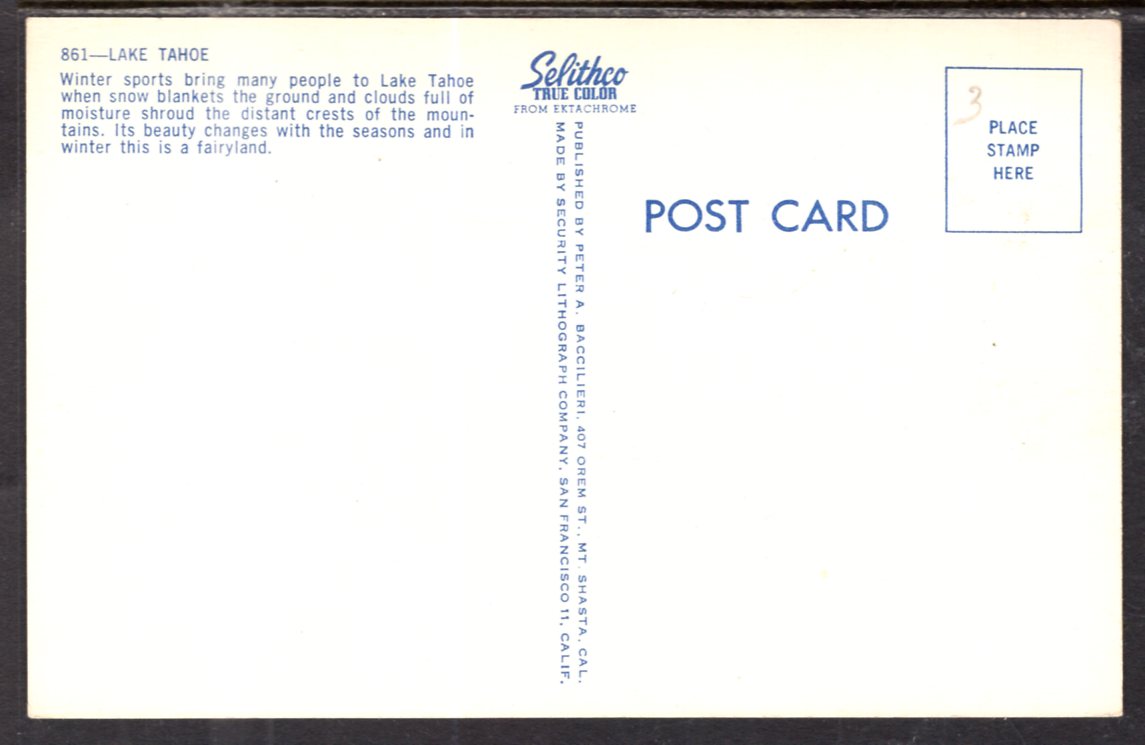 861—LAKE TAHOE
Winter sports bring many people to Lake Tahoe
when snow blankets the ground and clouds full of
moisture shroud the distant crests of the moun-
tains. Its beauty changes with the seasons and in
winter this is a fairyland.
Selithco
TRUE COLOR
FROM EKTACHROME
PUBLISHED BY PETER A. BACCILIERI, 407 OREM ST., MT. SHASTA, CAL.
MADE BY SECURITY LITHOGRAPH COMPANY, SAN FRANCISCO 11, CALIF.
POST CARD
3
PLACE
STAMP
HERE